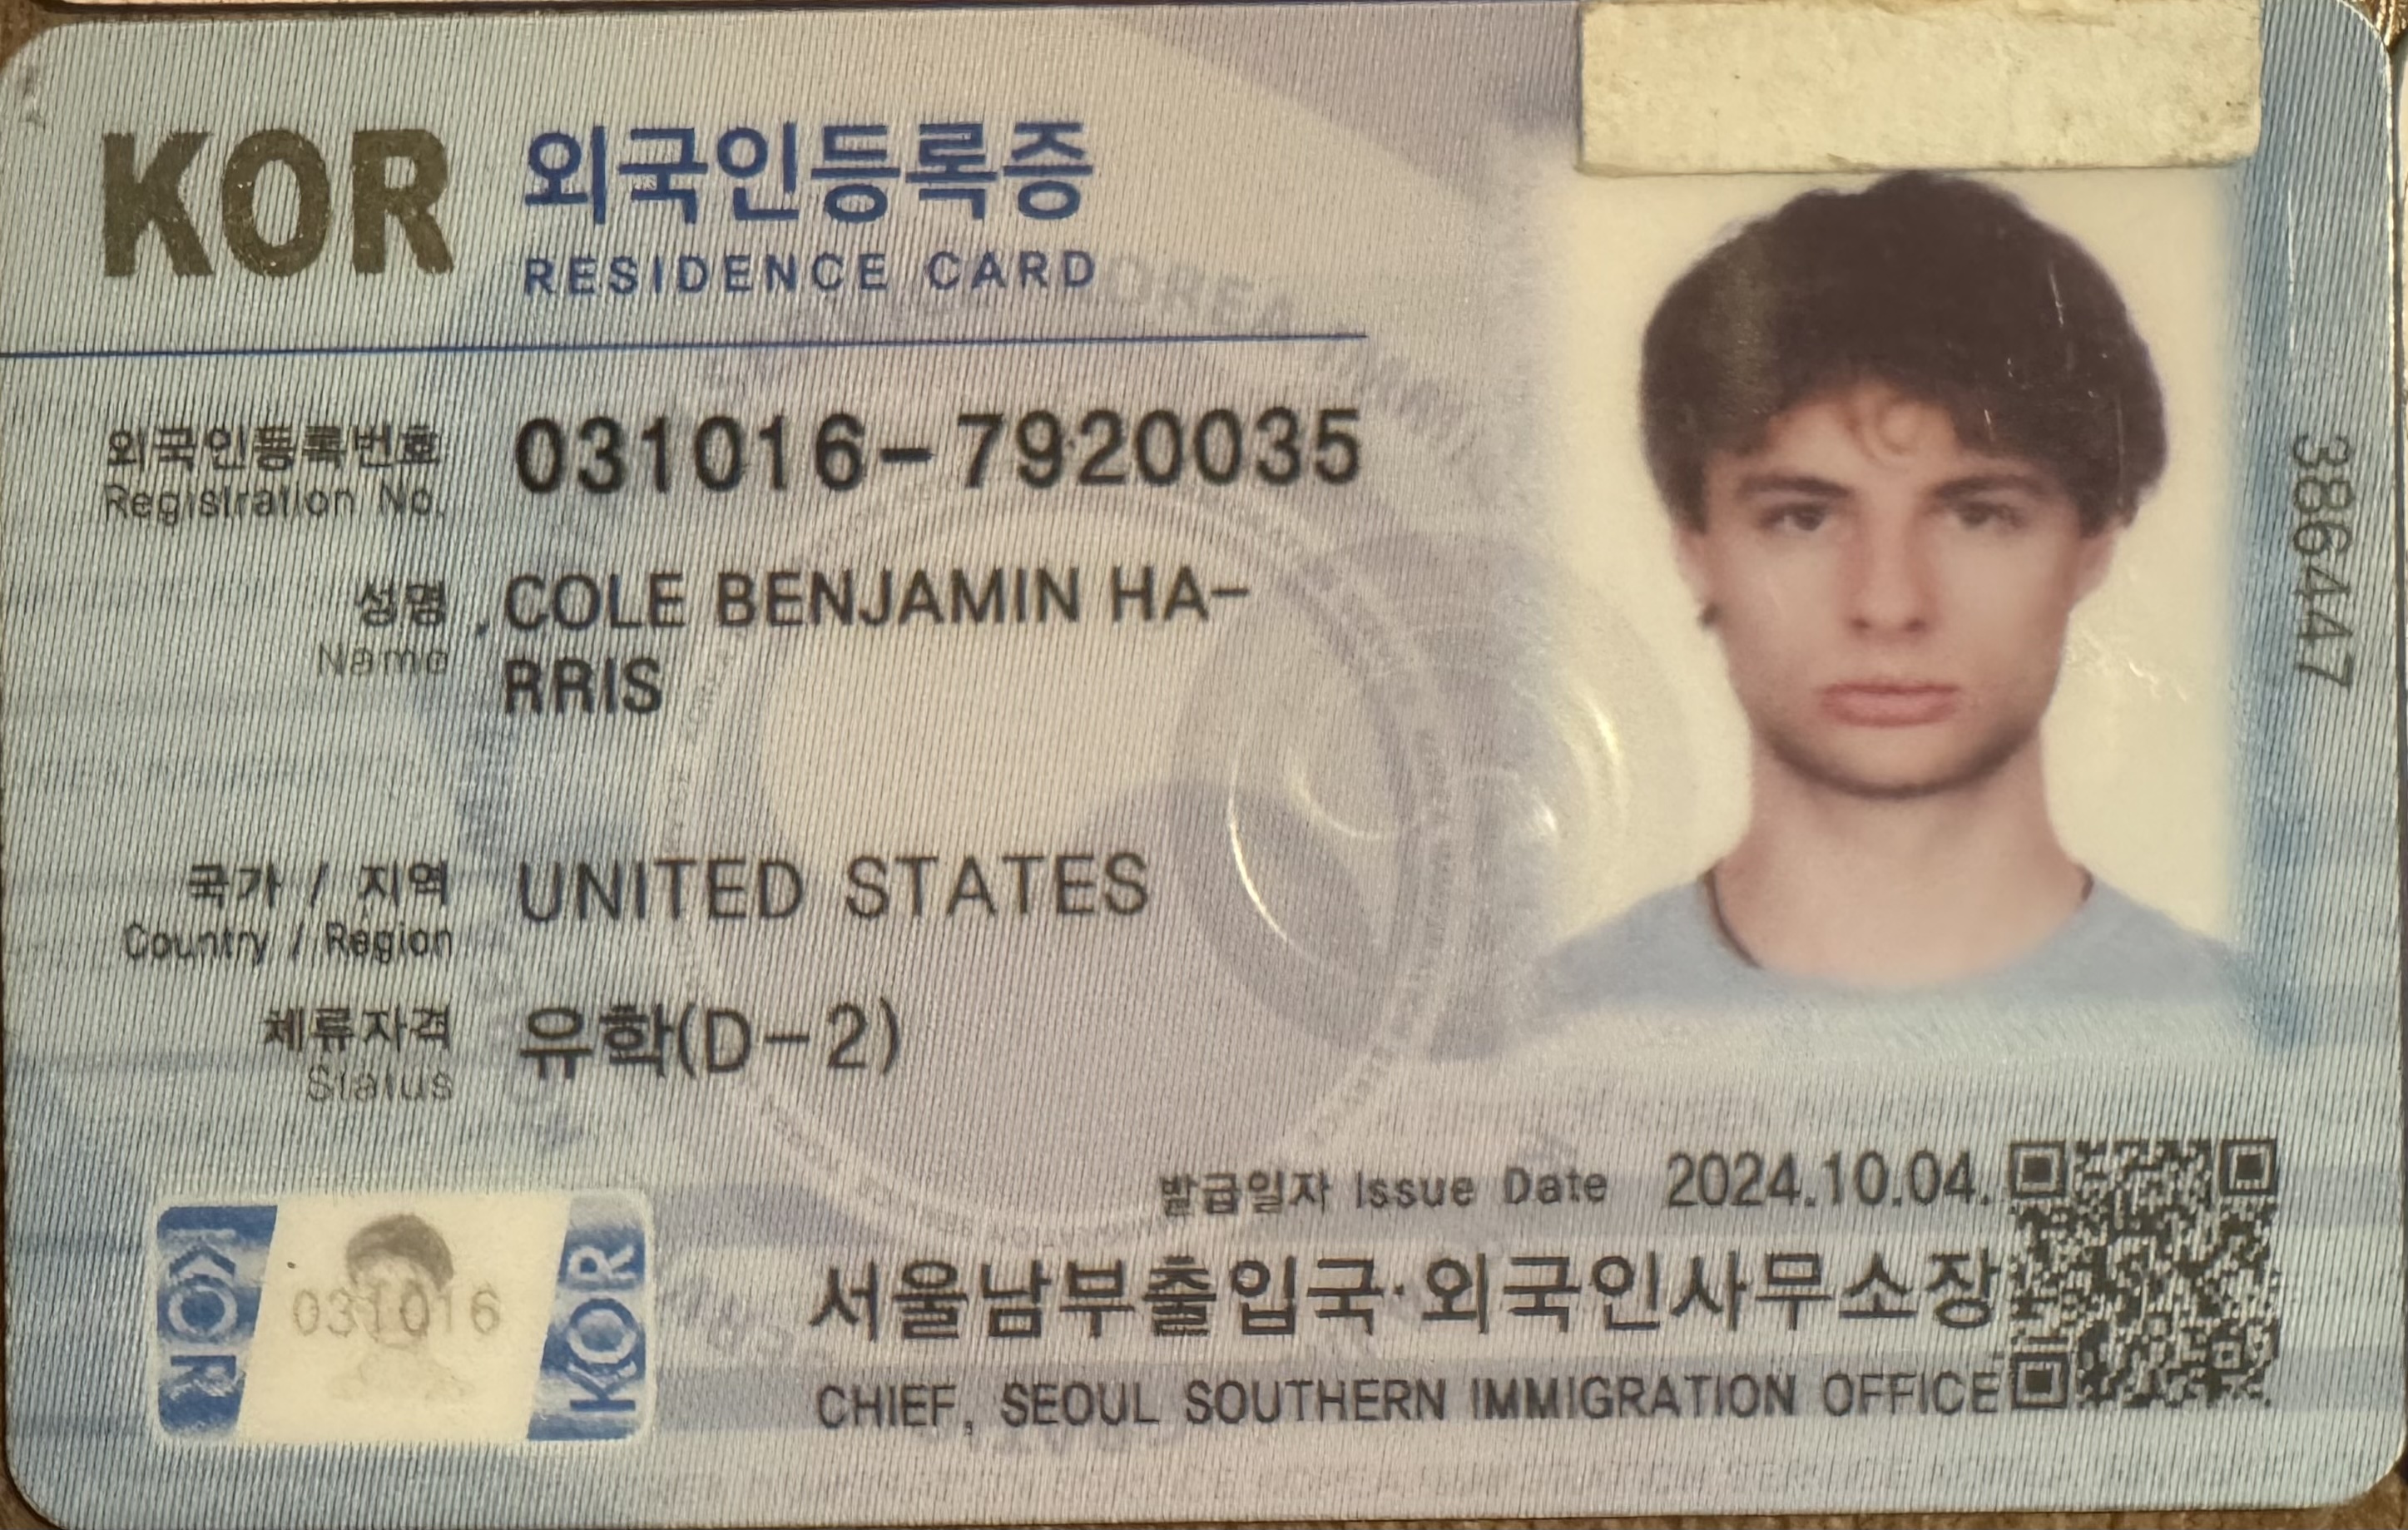 KOR 외국인등록증
RESIDENCE CARD
외국인등록번호 031016-7920035
Registration No.
성명 COLE BENJAMIN HA-
Name RRIS
국가 / 지역 UNITED STATES
Country / Region
체류자격 유학(D-2)
Status
386447
KOR 031016 KOR
발급일자 Issue Date 2024.10.04.
서울남부출입국·외국인사무소장
CHIEF, SEOUL SOUTHERN IMMIGRATION OFFICE